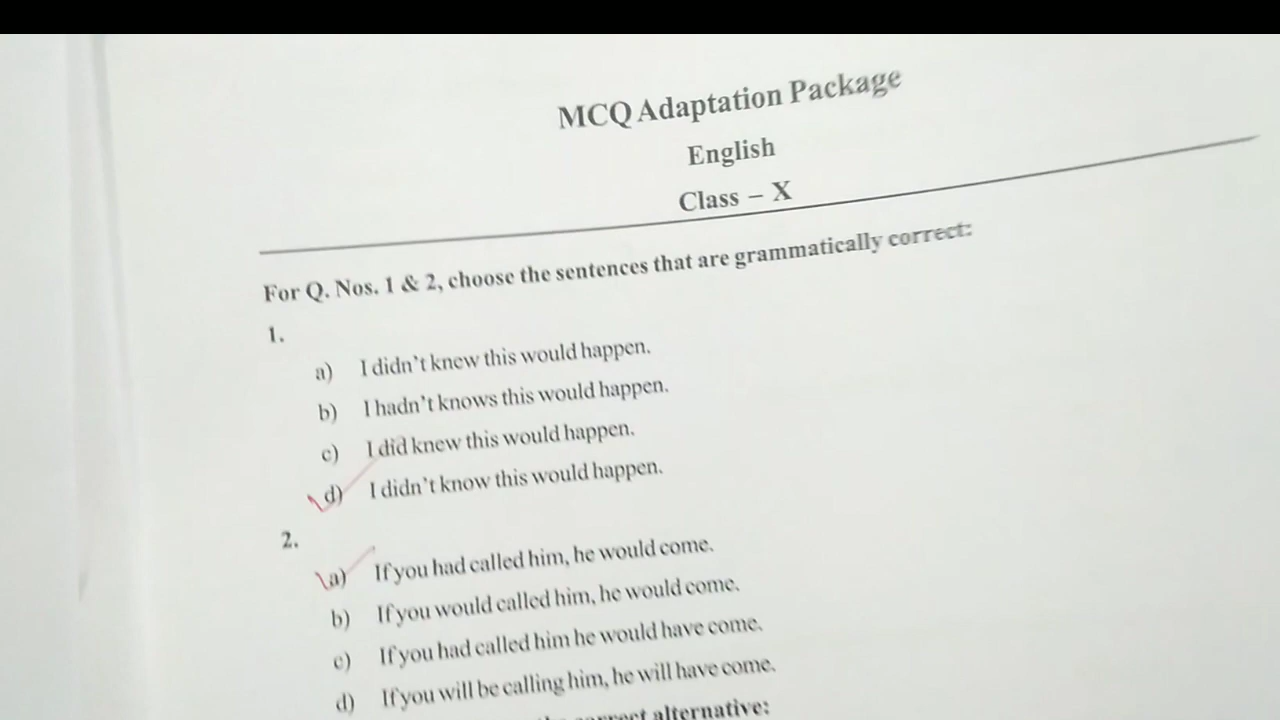 MCQ Adaptation Package
English
Class – X
For Q. Nos. 1 & 2, choose the sentences that are grammatically correct:
1.
a) I didn't knew this would happen.
b) I hadn't knows this would happen.
c) I did knew this would happen.
d) I didn't know this would happen.
2.
a) If you had called him, he would come.
b) If you would called him, he would come.
c) If you had called him he would have come.
d) If you will be calling him, he will have come.
correct alternative: